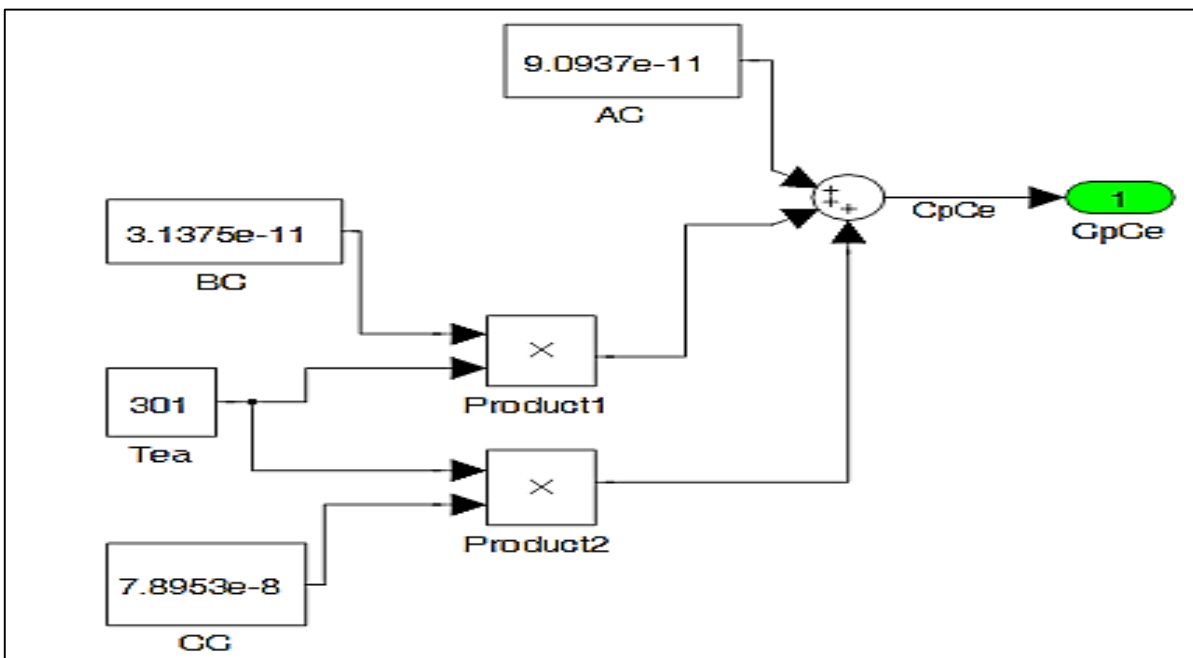 9.0937e-11
AC
+
+
+
CpCe
1
CpCe
3.1375e-11
BC
×
Product1
301
Tea
×
Product2
7.8953e-8
CC